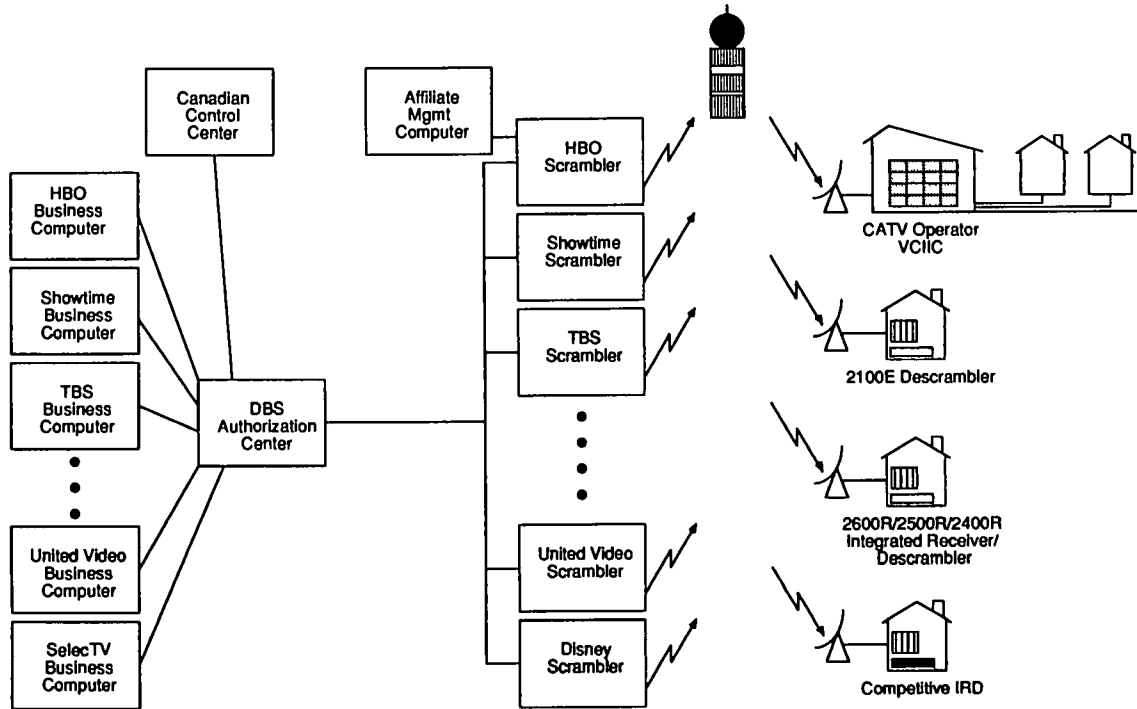 Canadian
Control
Center
Affiliate
Mgmt
Computer
HBO
Business
Computer
Showtime
Business
Computer
TBS
Business
Computer
United Video
Business
Computer
SelecTV
Business
Computer
DBS
Authorization
Center
HBO
Scrambler
Showtime
Scrambler
TBS
Scrambler
United Video
Scrambler
Disney
Scrambler
CATV Operator
VCIIC
2100E Descrambler
2600R/2500R/2400R
Integrated Receiver/
Descrambler
Competitive IRD